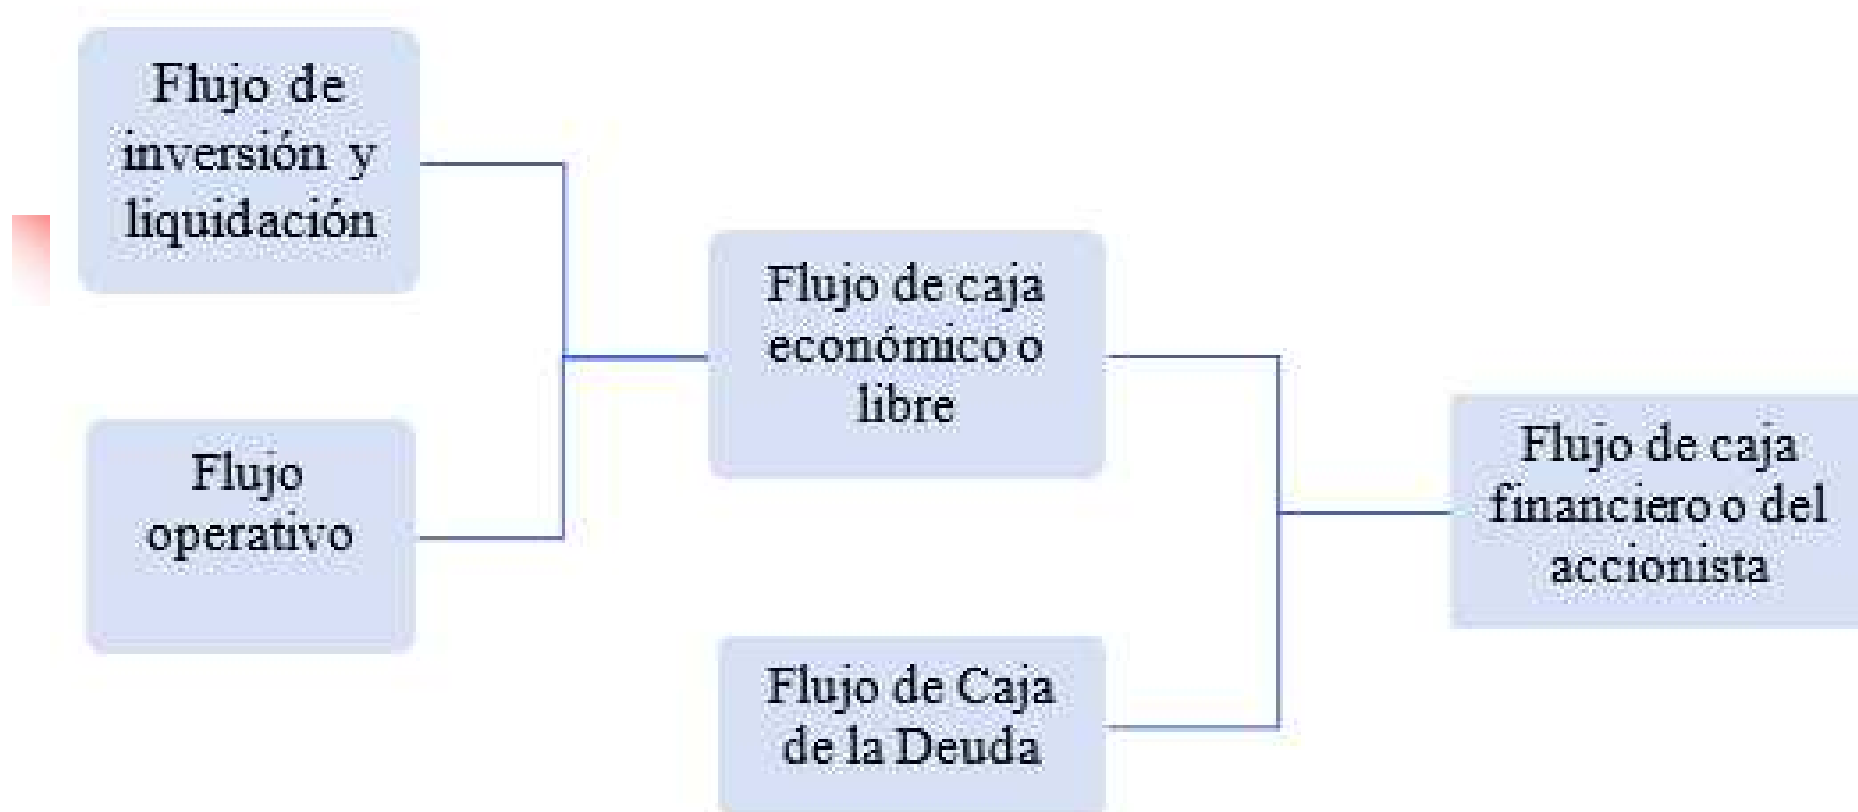 Flujo de
inversión y
liquidación
Flujo
operativo
Flujo de caja
económico o
libre
Flujo de Caja
de la Deuda
Flujo de caja
financiero o del
accionista